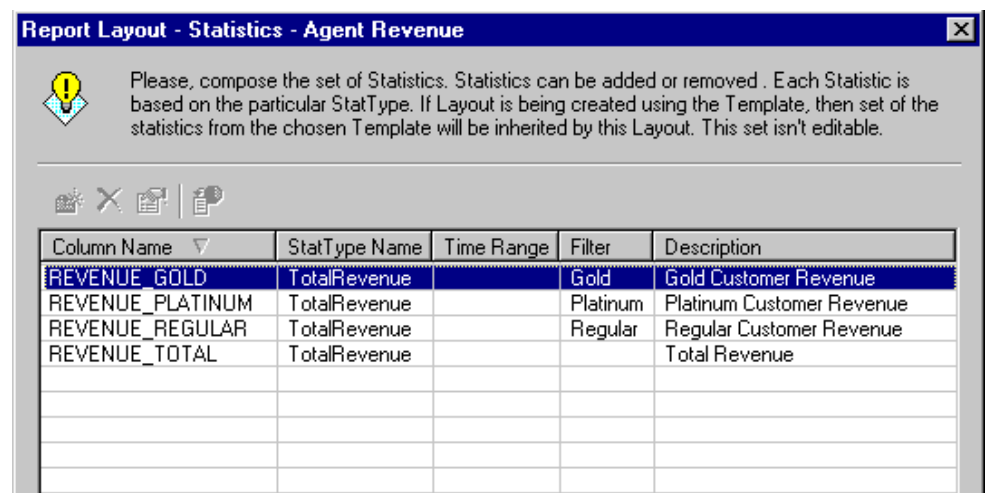 Report Layout - Statistics - Agent Revenue
Please, compose the set of Statistics. Statistics can be added or removed . Each Statistic is
based on the particular StatType. If Layout is being created using the Template, then set of the
statistics from the chosen Template will be inherited by this Layout. This set isn't editable.
Column Name StatType Name Time Range Filter Description
REVENUE_GOLD TotalRevenue Gold Gold Customer Revenue
REVENUE_PLATINUM TotalRevenue Platinum Platinum Customer Revenue
REVENUE_REGULAR TotalRevenue Regular Regular Customer Revenue
REVENUE_TOTAL TotalRevenue Total Revenue